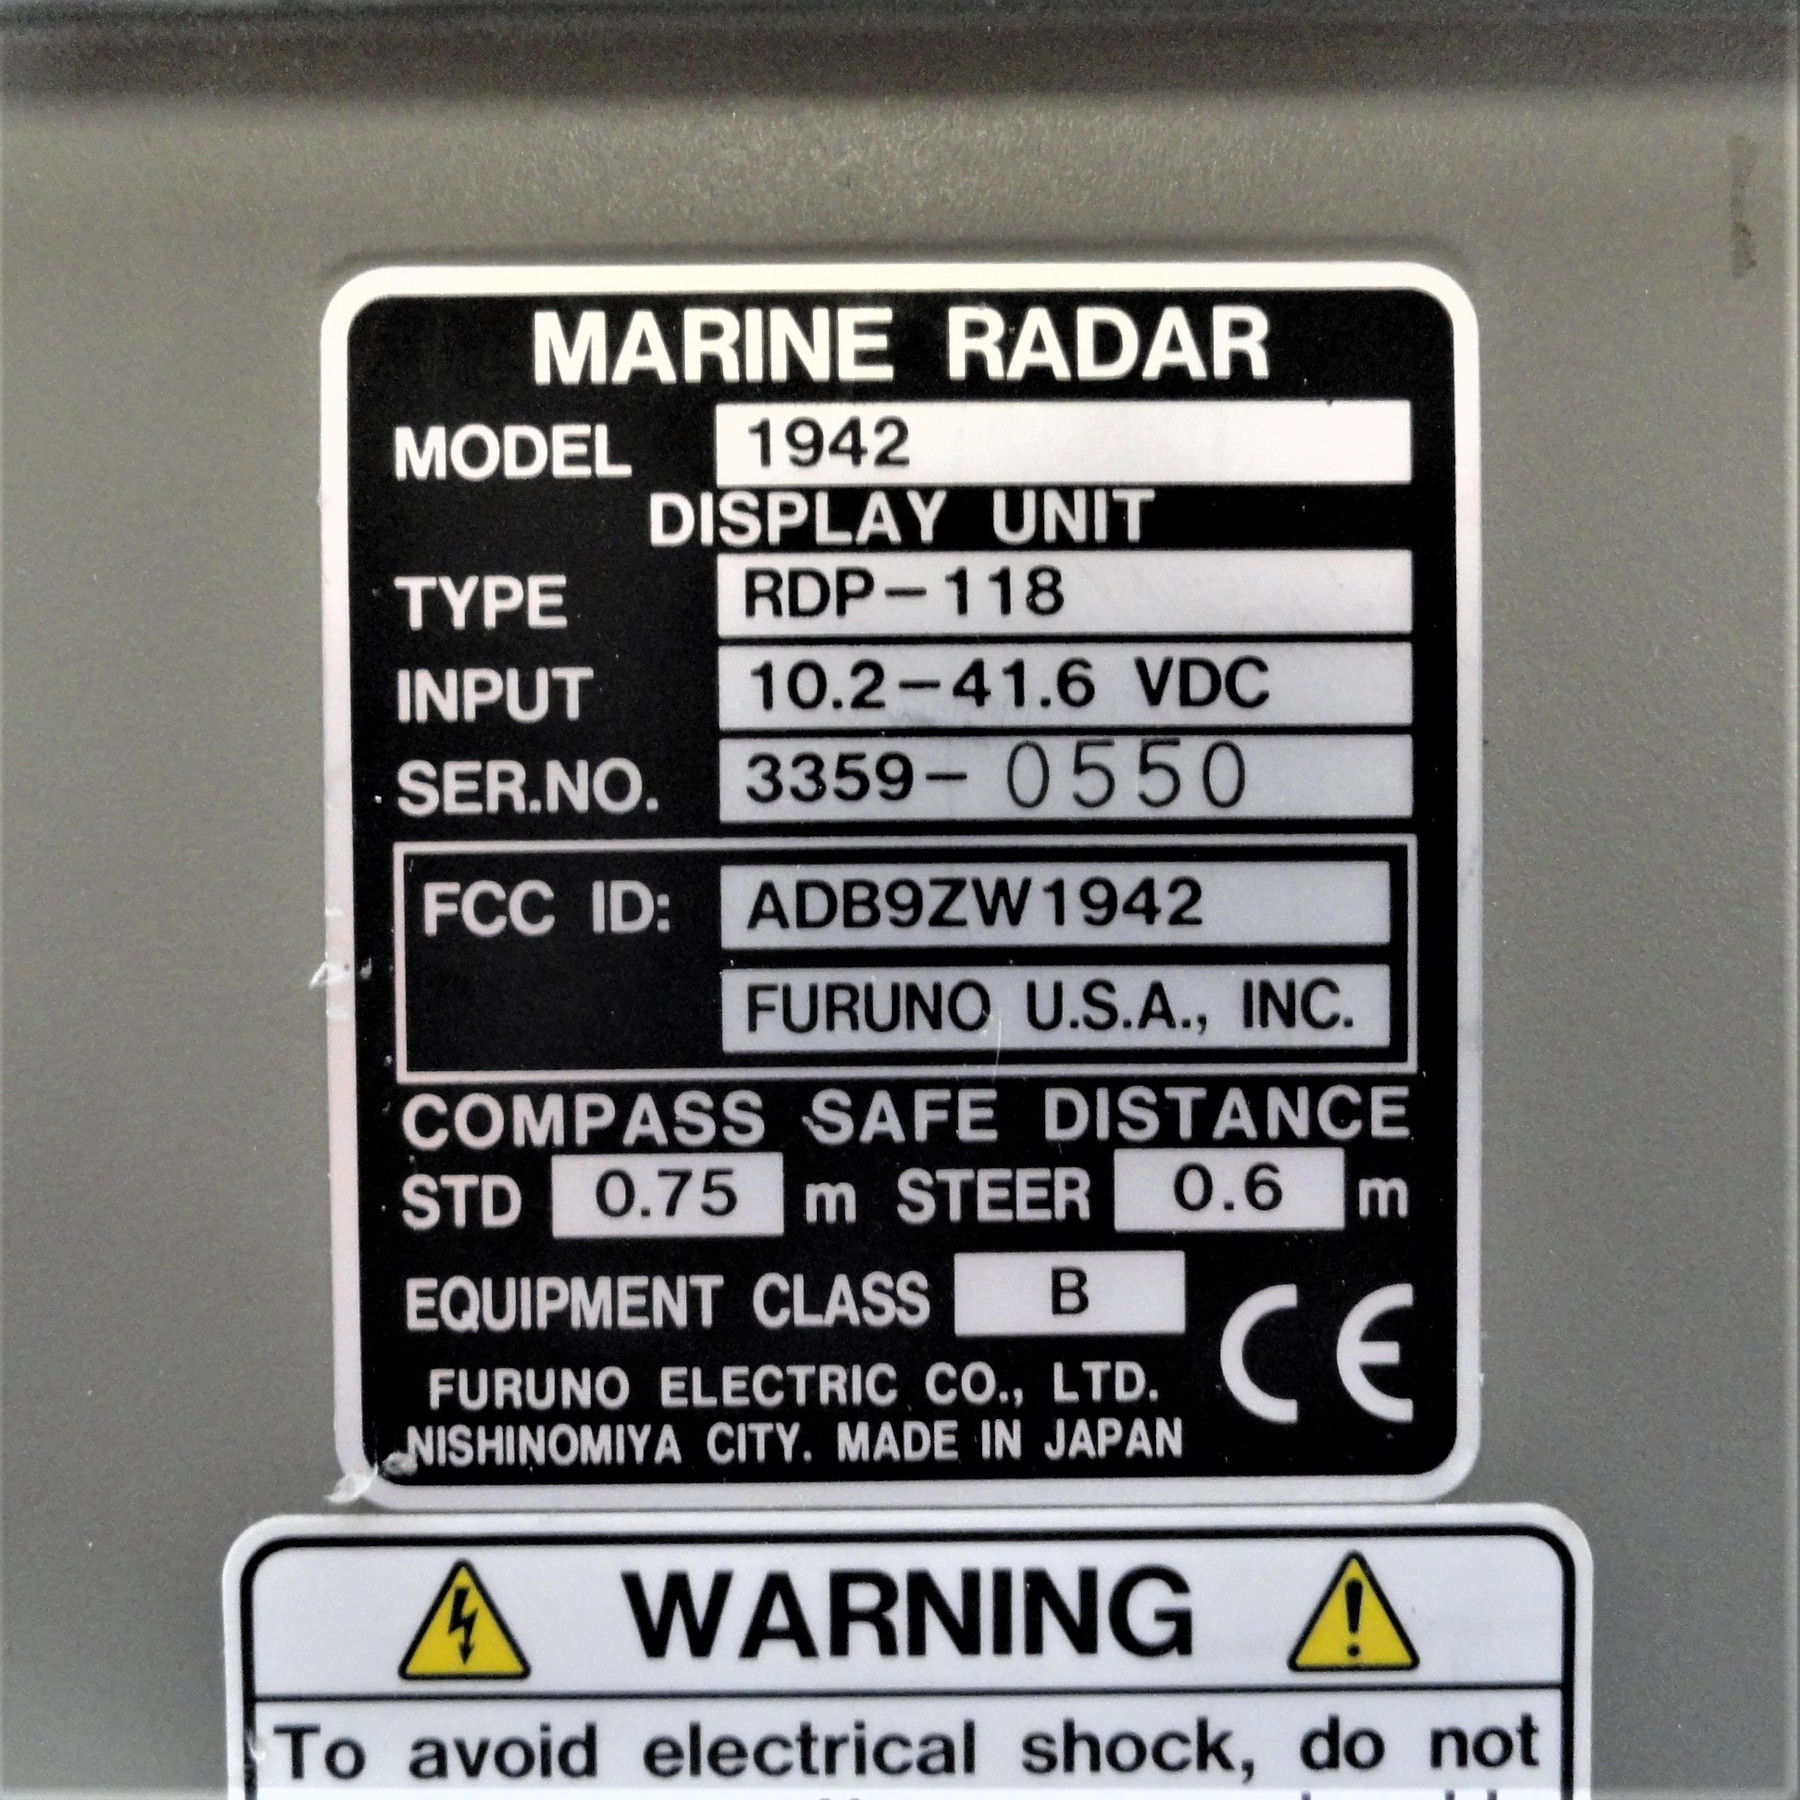 MARINE RADAR
MODEL 1942
DISPLAY UNIT
TYPE RDP-118
INPUT 10.2-41.6 VDC
SER.NO. 3359- 0550
FCC ID: ADB9ZW1942
FURUNO U.S.A., INC.
COMPASS SAFE DISTANCE
STD 0.75 m STEER 0.6 m
EQUIPMENT CLASS B CE
FURUNO ELECTRIC CO., LTD.
NISHINOMIYA CITY. MADE IN JAPAN
WARNING
To avoid electrical shock, do not